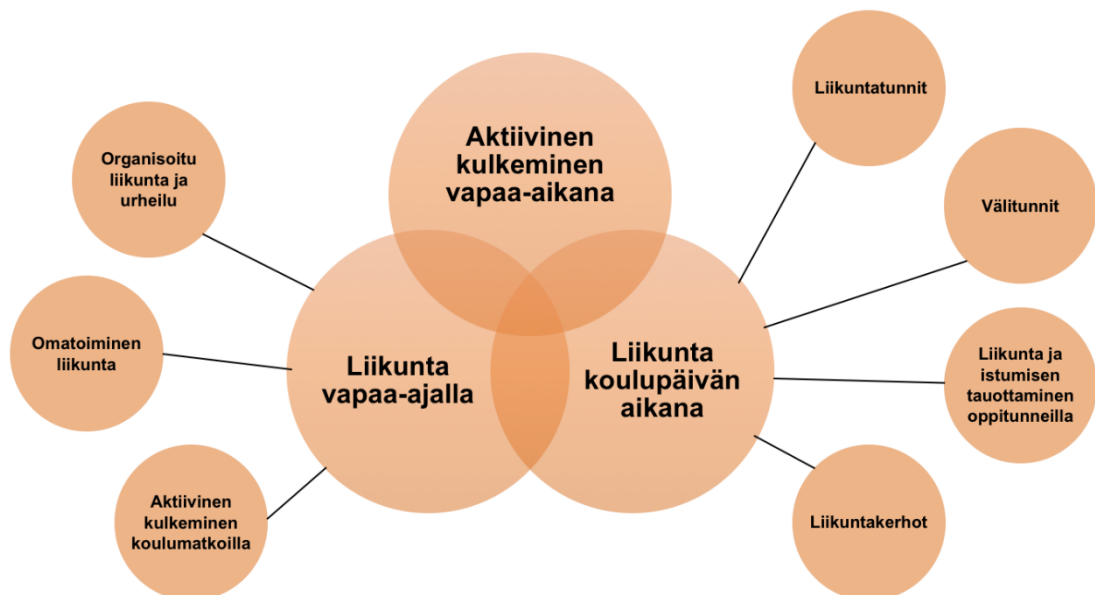 Aktiivinen
kulkeminen
vapaa-aikana
Liikunta
vapaa-ajalla
Liikunta
koulupäivän
aikana
Organisoitu
liikunta ja
urheilu
Omatoiminen
liikunta
Aktiivinen
kulkeminen
koulumatkoilla
Liikuntatunnit
Välitunnit
Liikunta ja
istumisen
tauottaminen
oppitunneilla
Liikuntakerhot